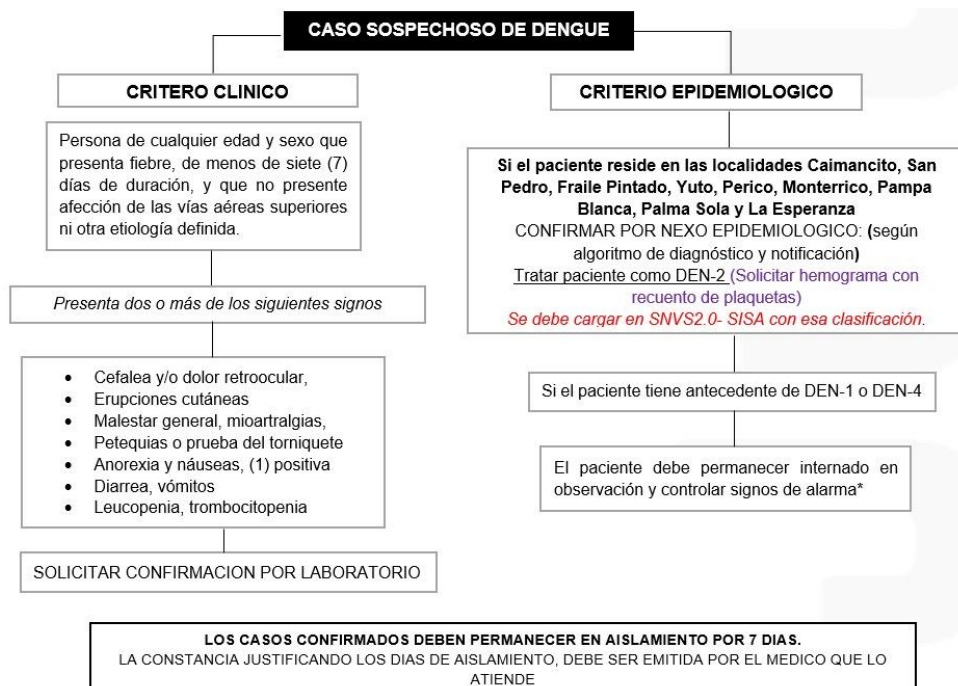 CASO SOSPECHOSO DE DENGUE
CRITERO CLINICO
Persona de cualquier edad y sexo que
presenta fiebre, de menos de siete (7)
días de duración, y que no presente
afección de las vías aéreas superiores
ni otra etiología definida.
Presenta dos o más de los siguientes signos
• Cefalea y/o dolor retroocular,
• Erupciones cutáneas
• Malestar general, mioartralgias,
• Petequias o prueba del torniquete
• Anorexia y náuseas, (1) positiva
• Diarrea, vómitos
• Leucopenia, trombocitopenia
SOLICITAR CONFIRMACION POR LABORATORIO
CRITERIO EPIDEMIOLOGICO
Si el paciente reside en las localidades Caimancito, San
Pedro, Fraile Pintado, Yuto, Perico, Monterrico, Pampa
Blanca, Palma Sola y La Esperanza
CONFIRMAR POR NEXO EPIDEMIOLOGICO: (según
algoritmo de diagnóstico y notificación)
Tratar paciente como DEN-2 (Solicitar hemograma con
recuento de plaquetas)
Se debe cargar en SNVS2.0- SISA con esa clasificación.
Si el paciente tiene antecedente de DEN-1 o DEN-4
El paciente debe permanecer internado en
observación y controlar signos de alarma*
LOS CASOS CONFIRMADOS DEBEN PERMANECER EN AISLAMIENTO POR 7 DIAS.
LA CONSTANCIA JUSTIFICANDO LOS DIAS DE AISLAMIENTO, DEBE SER EMITIDA POR EL MEDICO QUE LO
ATIENDE